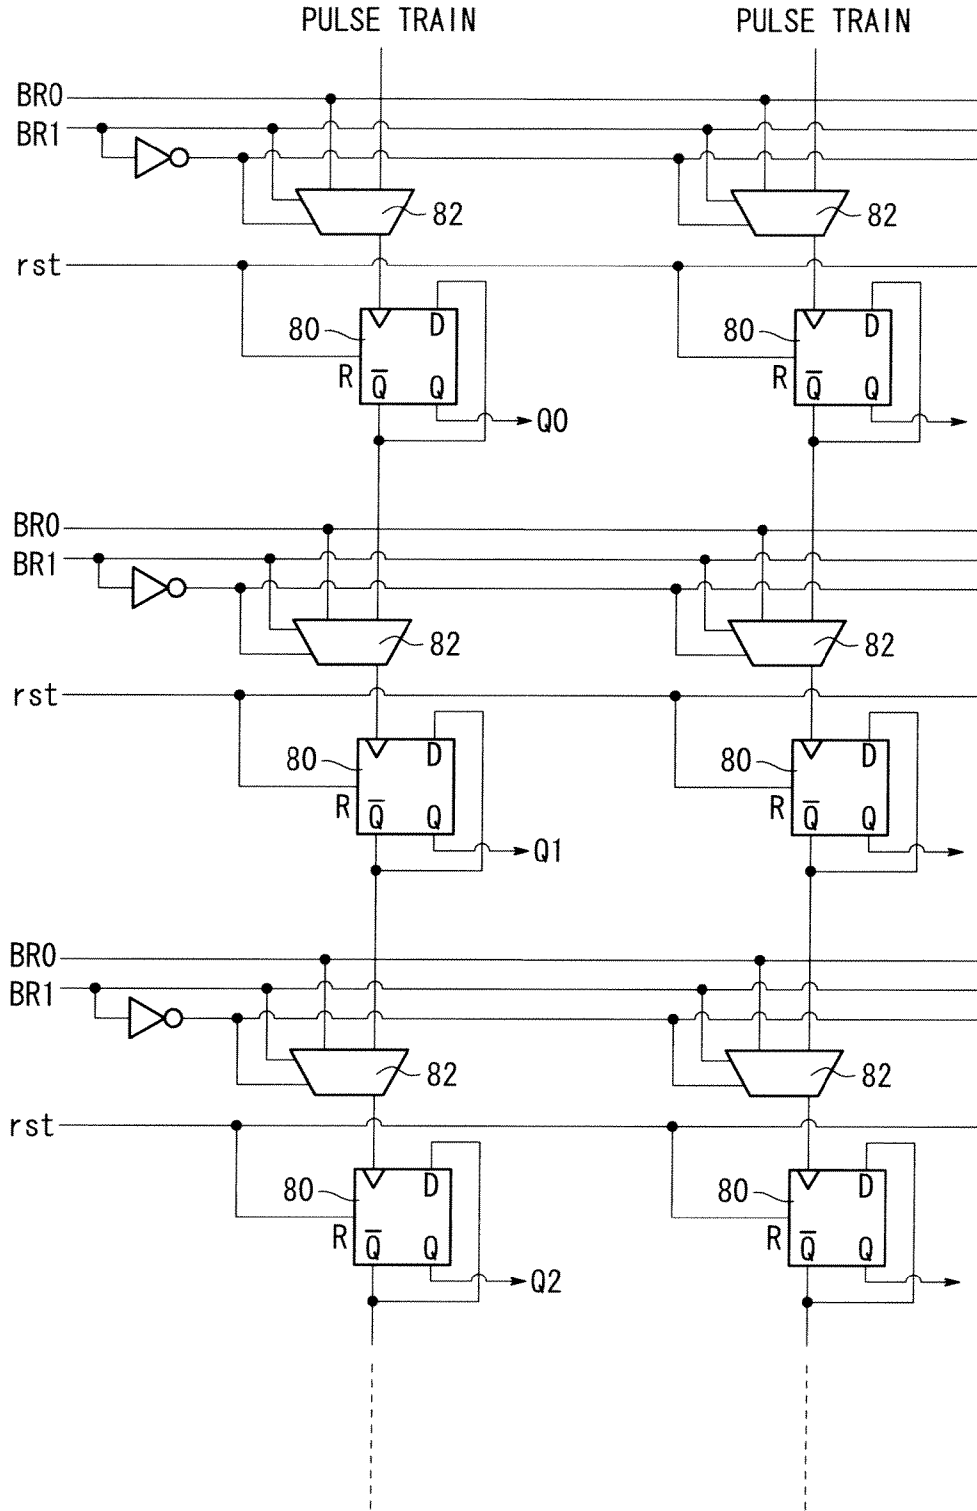 PULSE TRAIN PULSE TRAIN
BR0
BR1
82 82
rst
80 D 80 D
R Q̅ Q R Q̅ Q
Q0
BR0
BR1
82 82
rst
80 D 80 D
R Q̅ Q R Q̅ Q
Q1
BR0
BR1
82 82
rst
80 D 80 D
R Q̅ Q R Q̅ Q
Q2